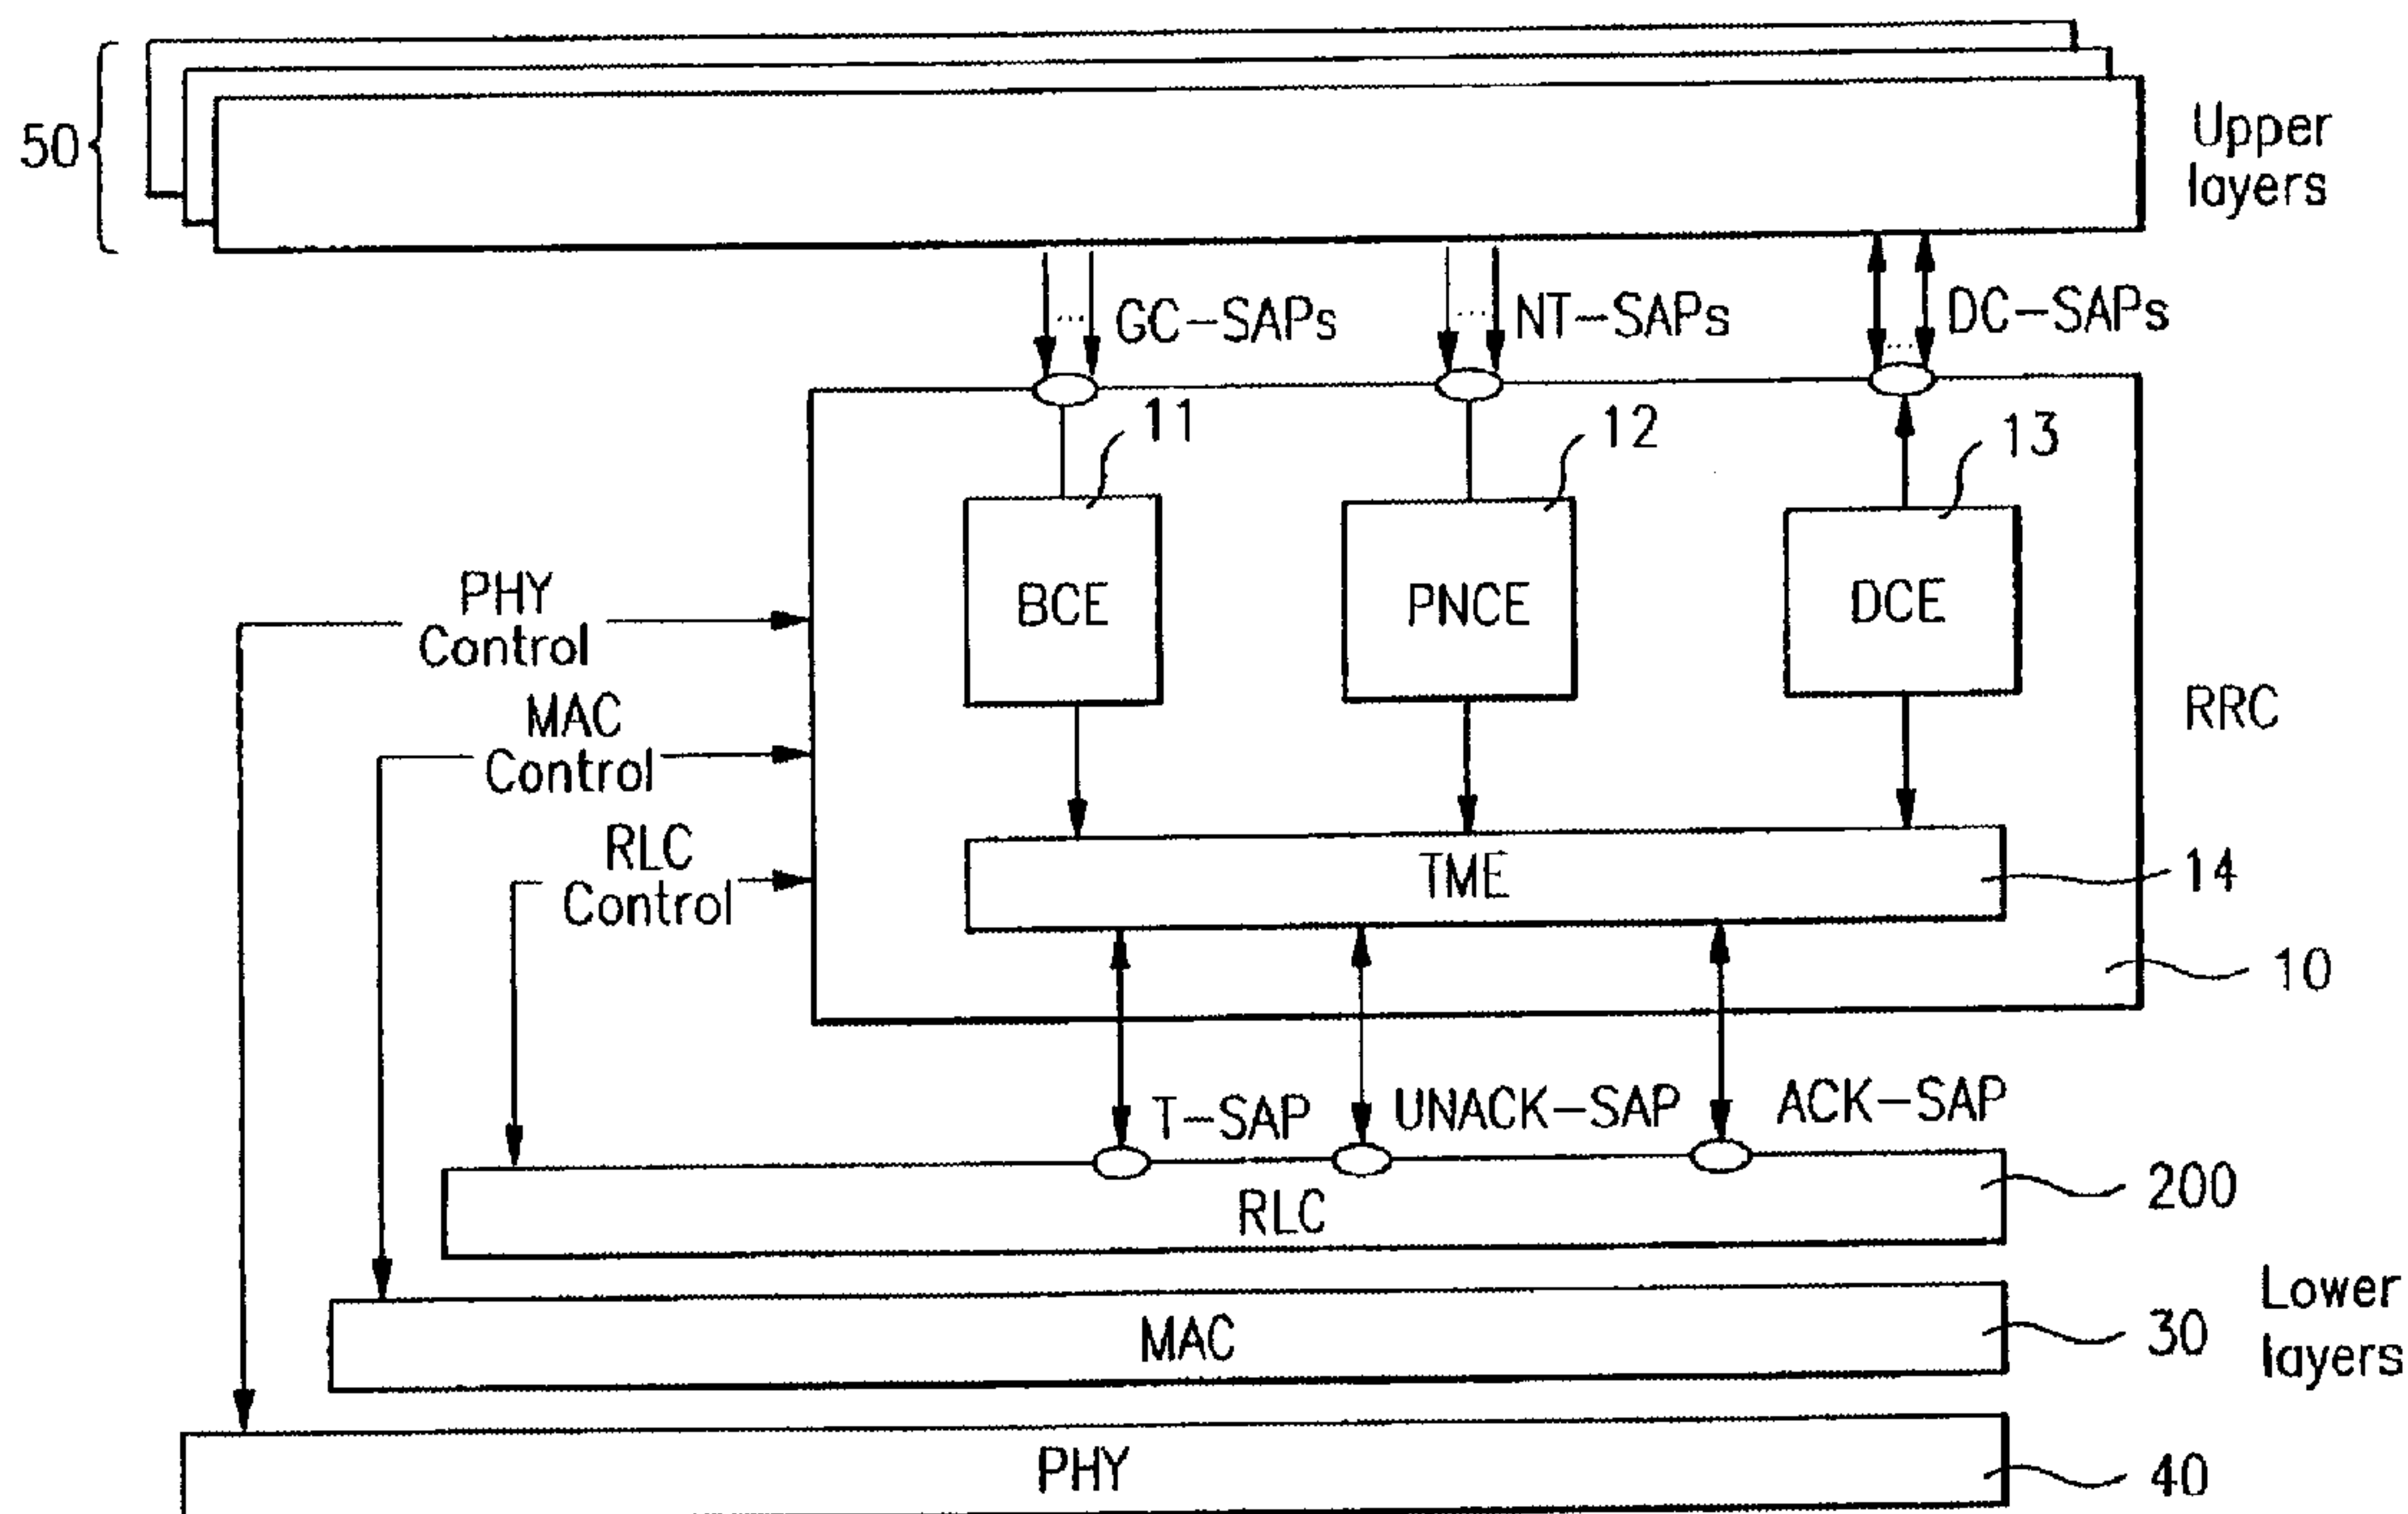 50
Upper
layers
GC-SAPs
NT-SAPs
DC-SAPs
11
12
13
BCE
PNCE
DCE
PHY
Control
MAC
Control
RLC
Control
RRC
TME
14
10
T-SAP
UNACK-SAP
ACK-SAP
RLC
200
Lower
layers
MAC
30
PHY
40